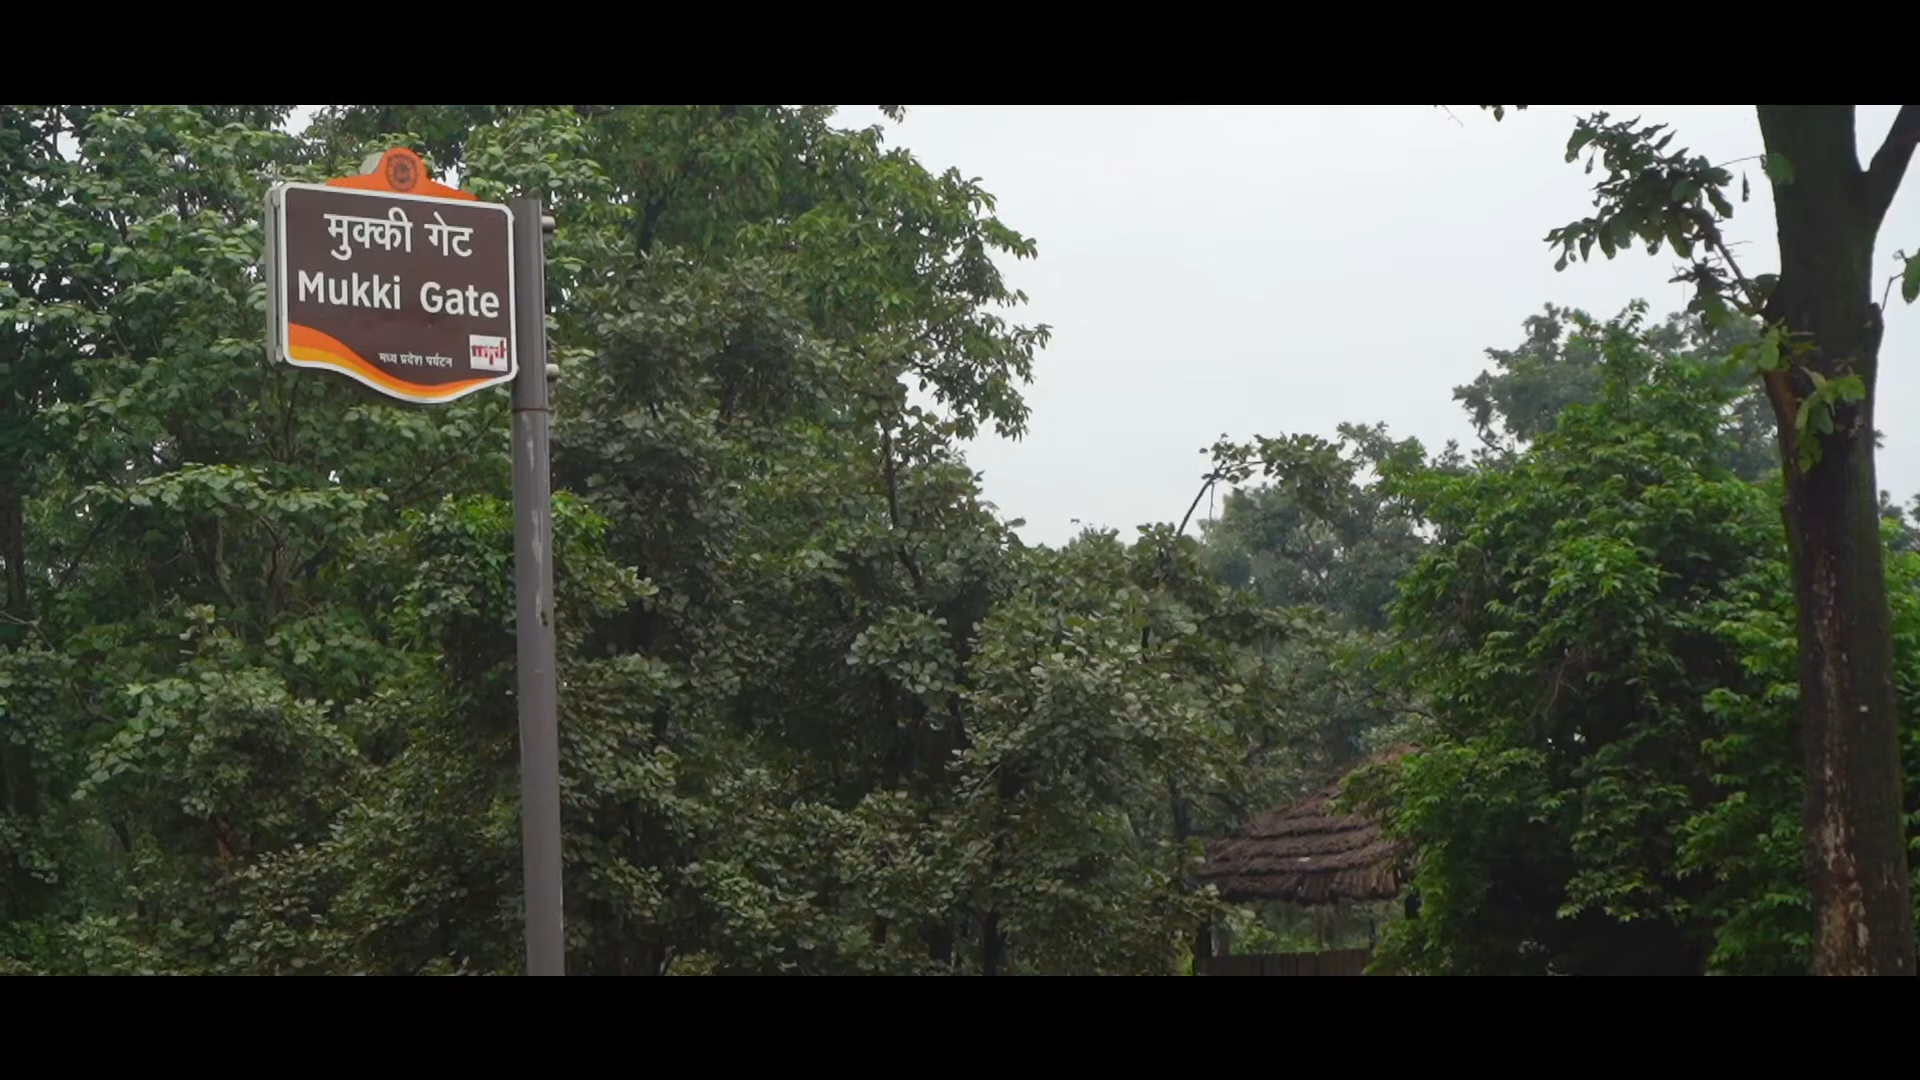 मुक्की गेट
Mukki Gate
मध्य प्रदेश पर्यटन
mpt